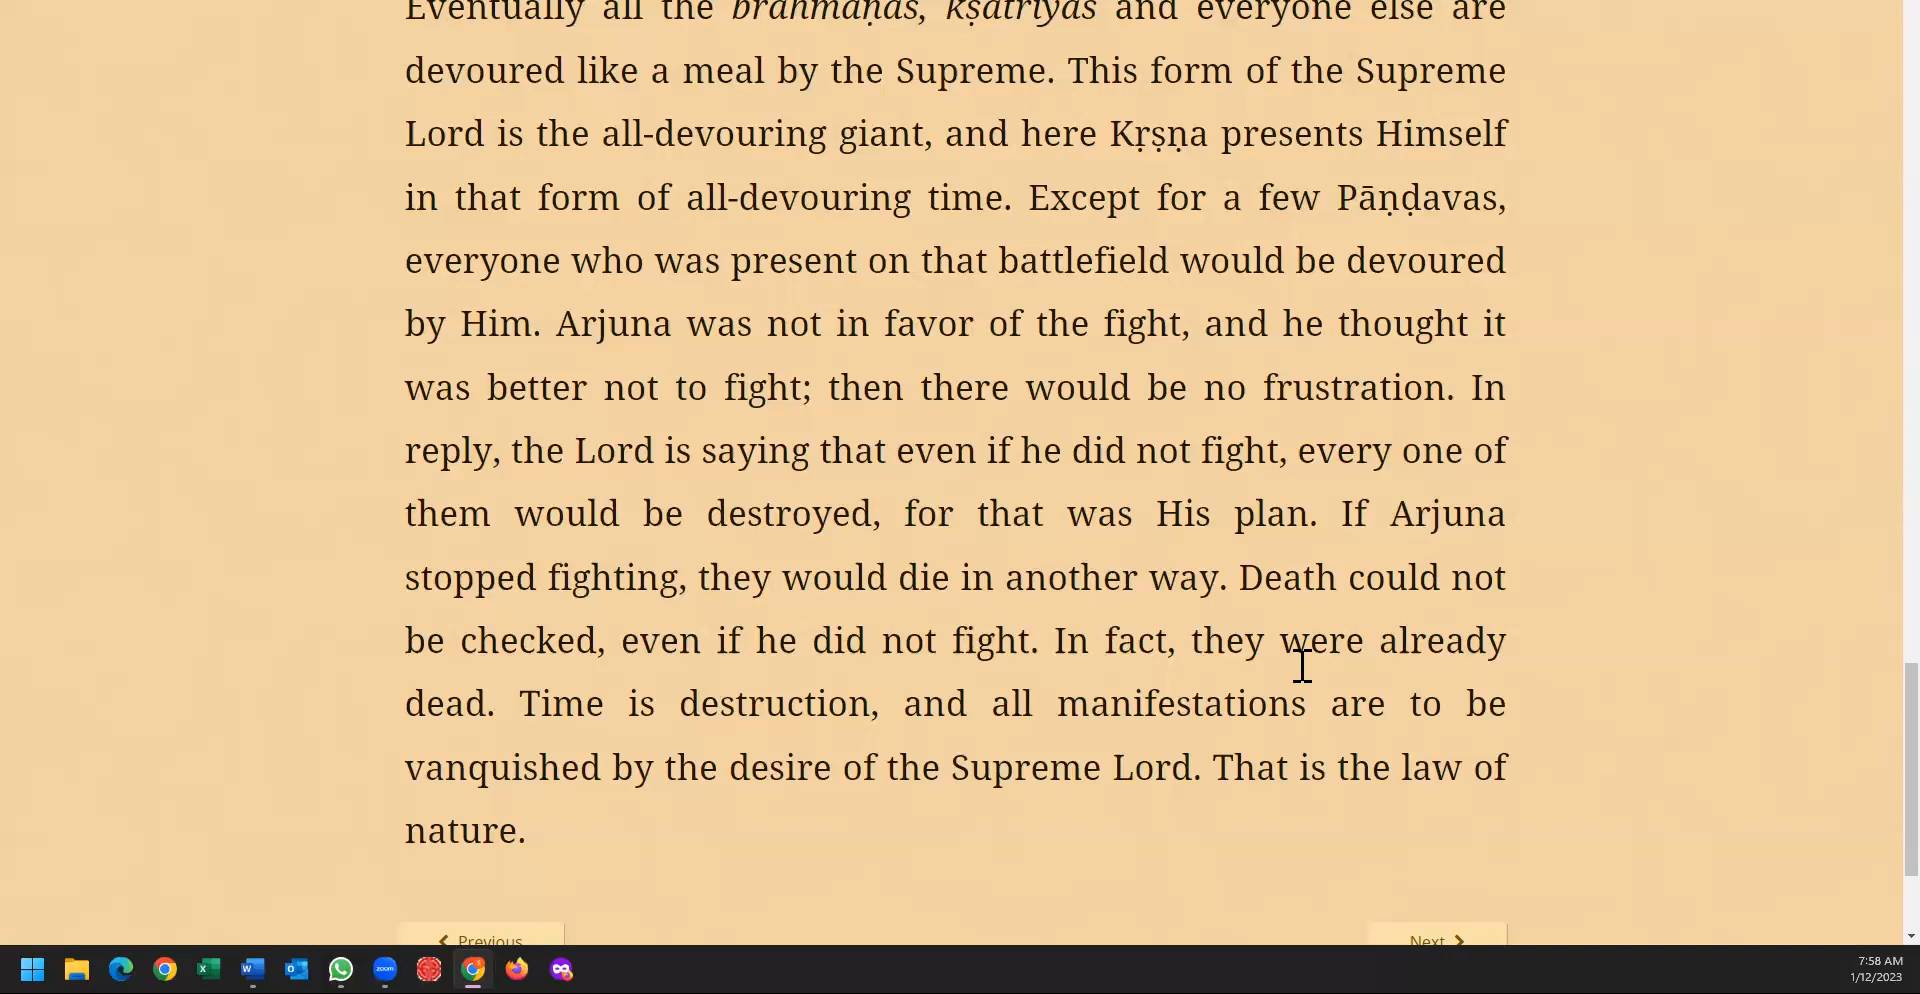 Eventually all the brāhmaṇas, kṣatriyas and everyone else are
devoured like a meal by the Supreme. This form of the Supreme
Lord is the all-devouring giant, and here Kṛṣṇa presents Himself
in that form of all-devouring time. Except for a few Pāṇḍavas,
everyone who was present on that battlefield would be devoured
by Him. Arjuna was not in favor of the fight, and he thought it
was better not to fight; then there would be no frustration. In
reply, the Lord is saying that even if he did not fight, every one of
them would be destroyed, for that was His plan. If Arjuna
stopped fighting, they would die in another way. Death could not
be checked, even if he did not fight. In fact, they were already
dead. Time is destruction, and all manifestations are to be
vanquished by the desire of the Supreme Lord. That is the law of
nature.
Previous
Next
zoom
7:58 AM
1/12/2023